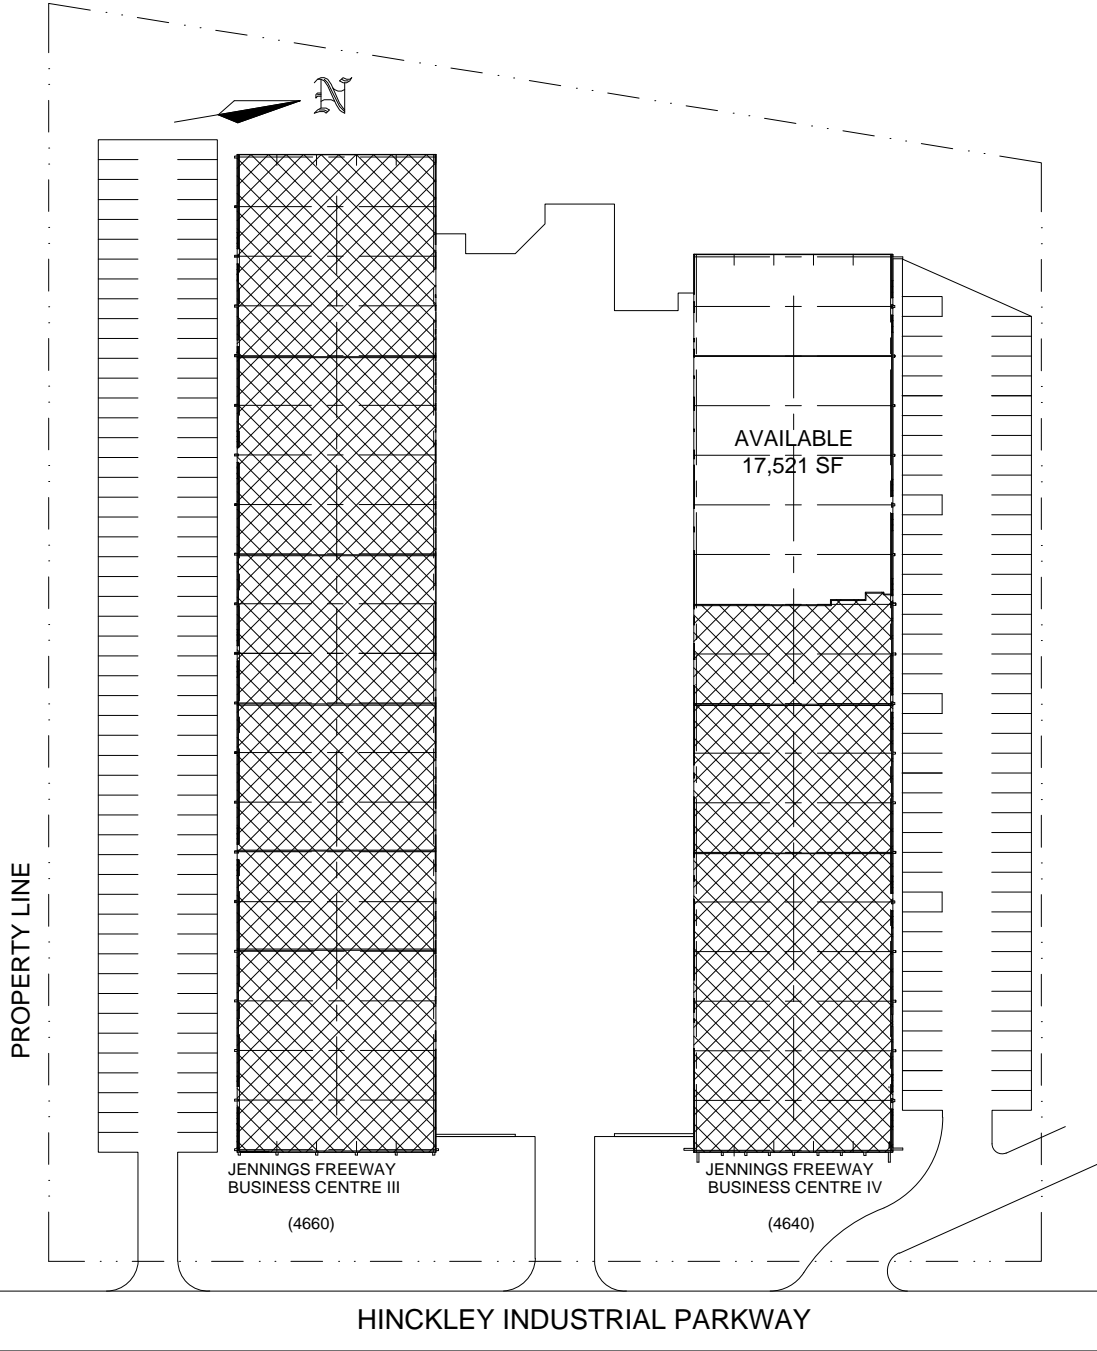 N
AVAILABLE
17,521 SF
PROPERTY LINE
JENNINGS FREEWAY
BUSINESS CENTRE III
(4660)
JENNINGS FREEWAY
BUSINESS CENTRE IV
(4640)
HINCKLEY INDUSTRIAL PARKWAY